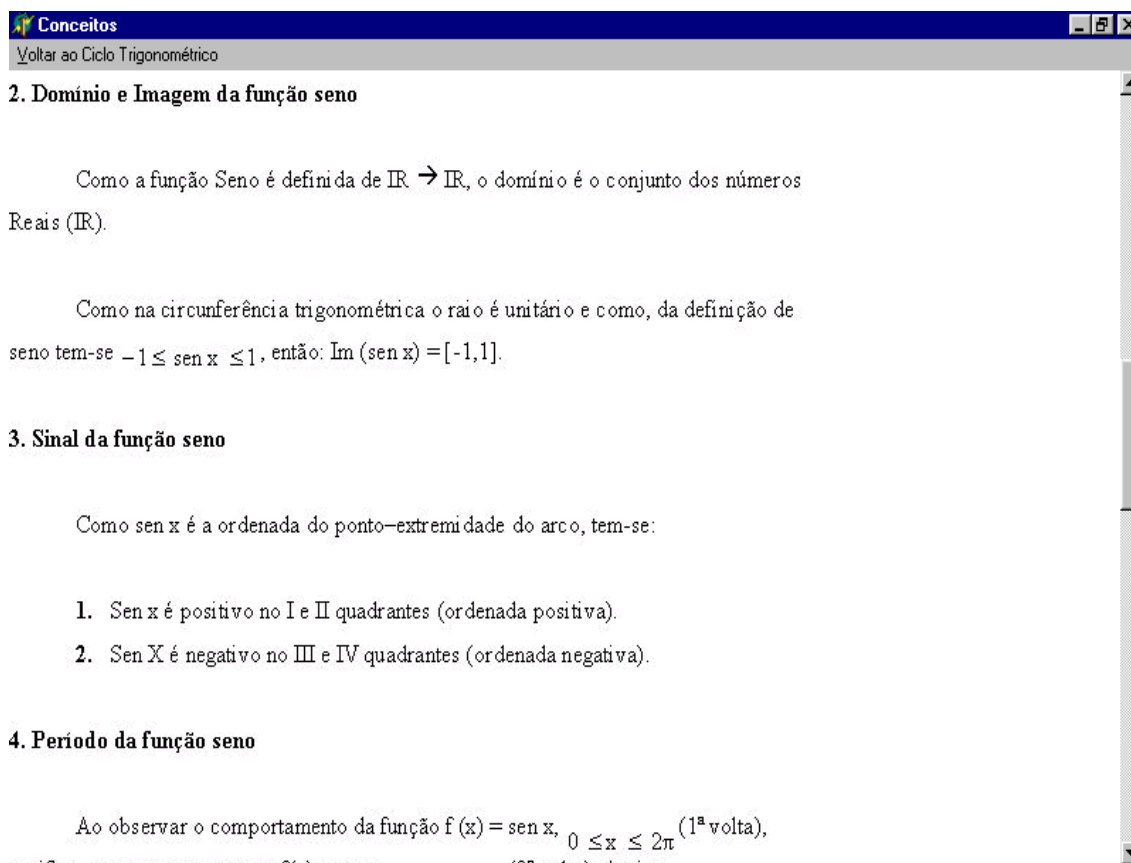 Conceitos
Voltar ao Ciclo Trigonométrico
2. Domínio e Imagem da função seno
Como a função Seno é definida de IR → IR, o domínio é o conjunto dos números
Reais (IR).
Como na circunferência trigonométrica o raio é unitário e como, da definição de
seno tem-se −1 ≤ sen x ≤ 1, então: Im (sen x) = [-1,1].
3. Sinal da função seno
Como sen x é a ordenada do ponto–extremidade do arco, tem-se:
1. Sen x é positivo no I e II quadrantes (ordenada positiva).
2. Sen X é negativo no III e IV quadrantes (ordenada negativa).
4. Período da função seno
Ao observar o comportamento da função f (x) = sen x, 0 ≤ x ≤ 2π (1ª volta),